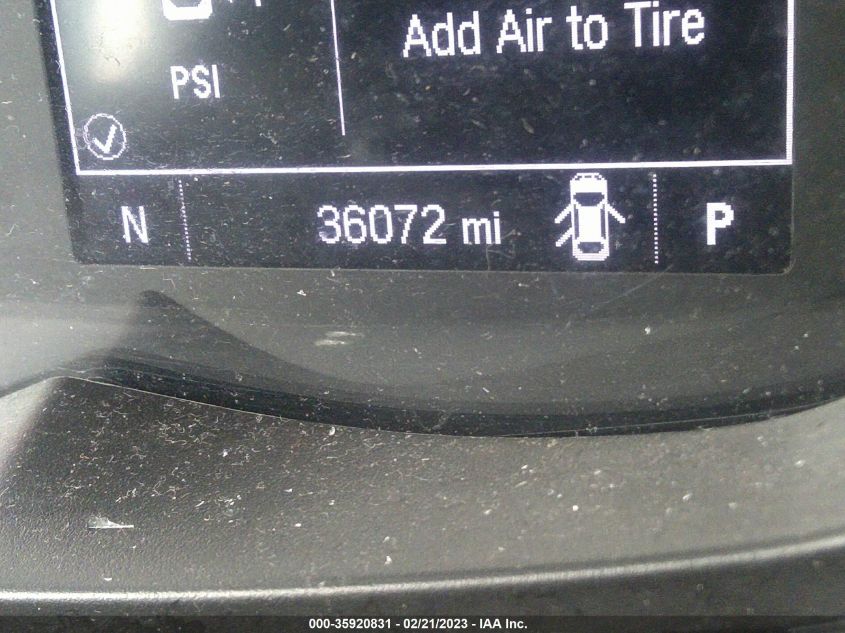 Add Air to Tire
PSI
N 36072 mi P
000-35920831 - 02/21/2023 - IAA Inc.